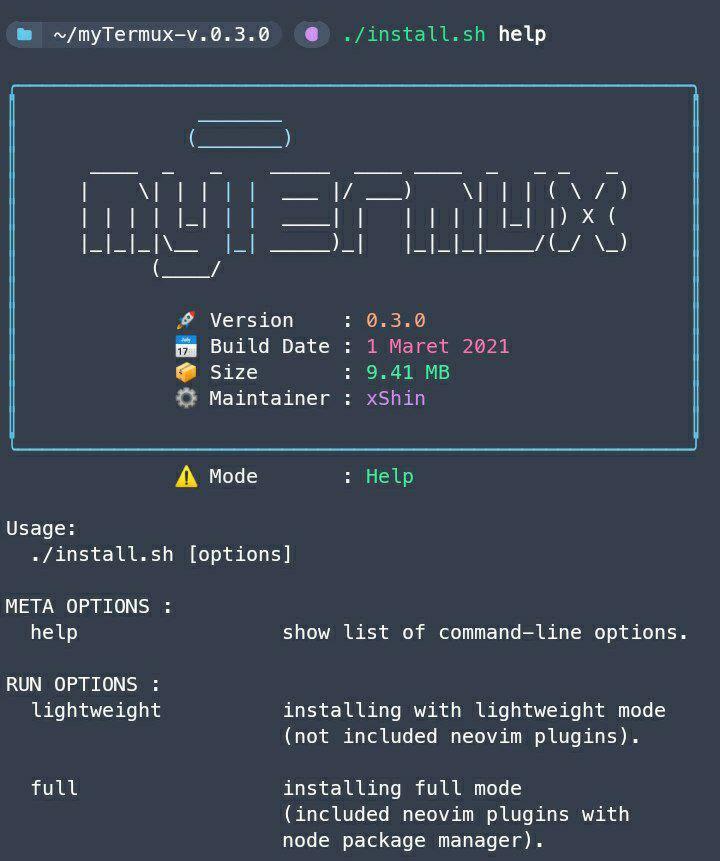 ~/myTermux-v.0.3.0 ./install.sh help
myTermux
Version : 0.3.0
Build Date : 1 Maret 2021
Size : 9.41 MB
Maintainer : xShin
Mode : Help
Usage:
./install.sh [options]
META OPTIONS :
help show list of command-line options.
RUN OPTIONS :
lightweight installing with lightweight mode
(not included neovim plugins).
full installing full mode
(included neovim plugins with
node package manager).